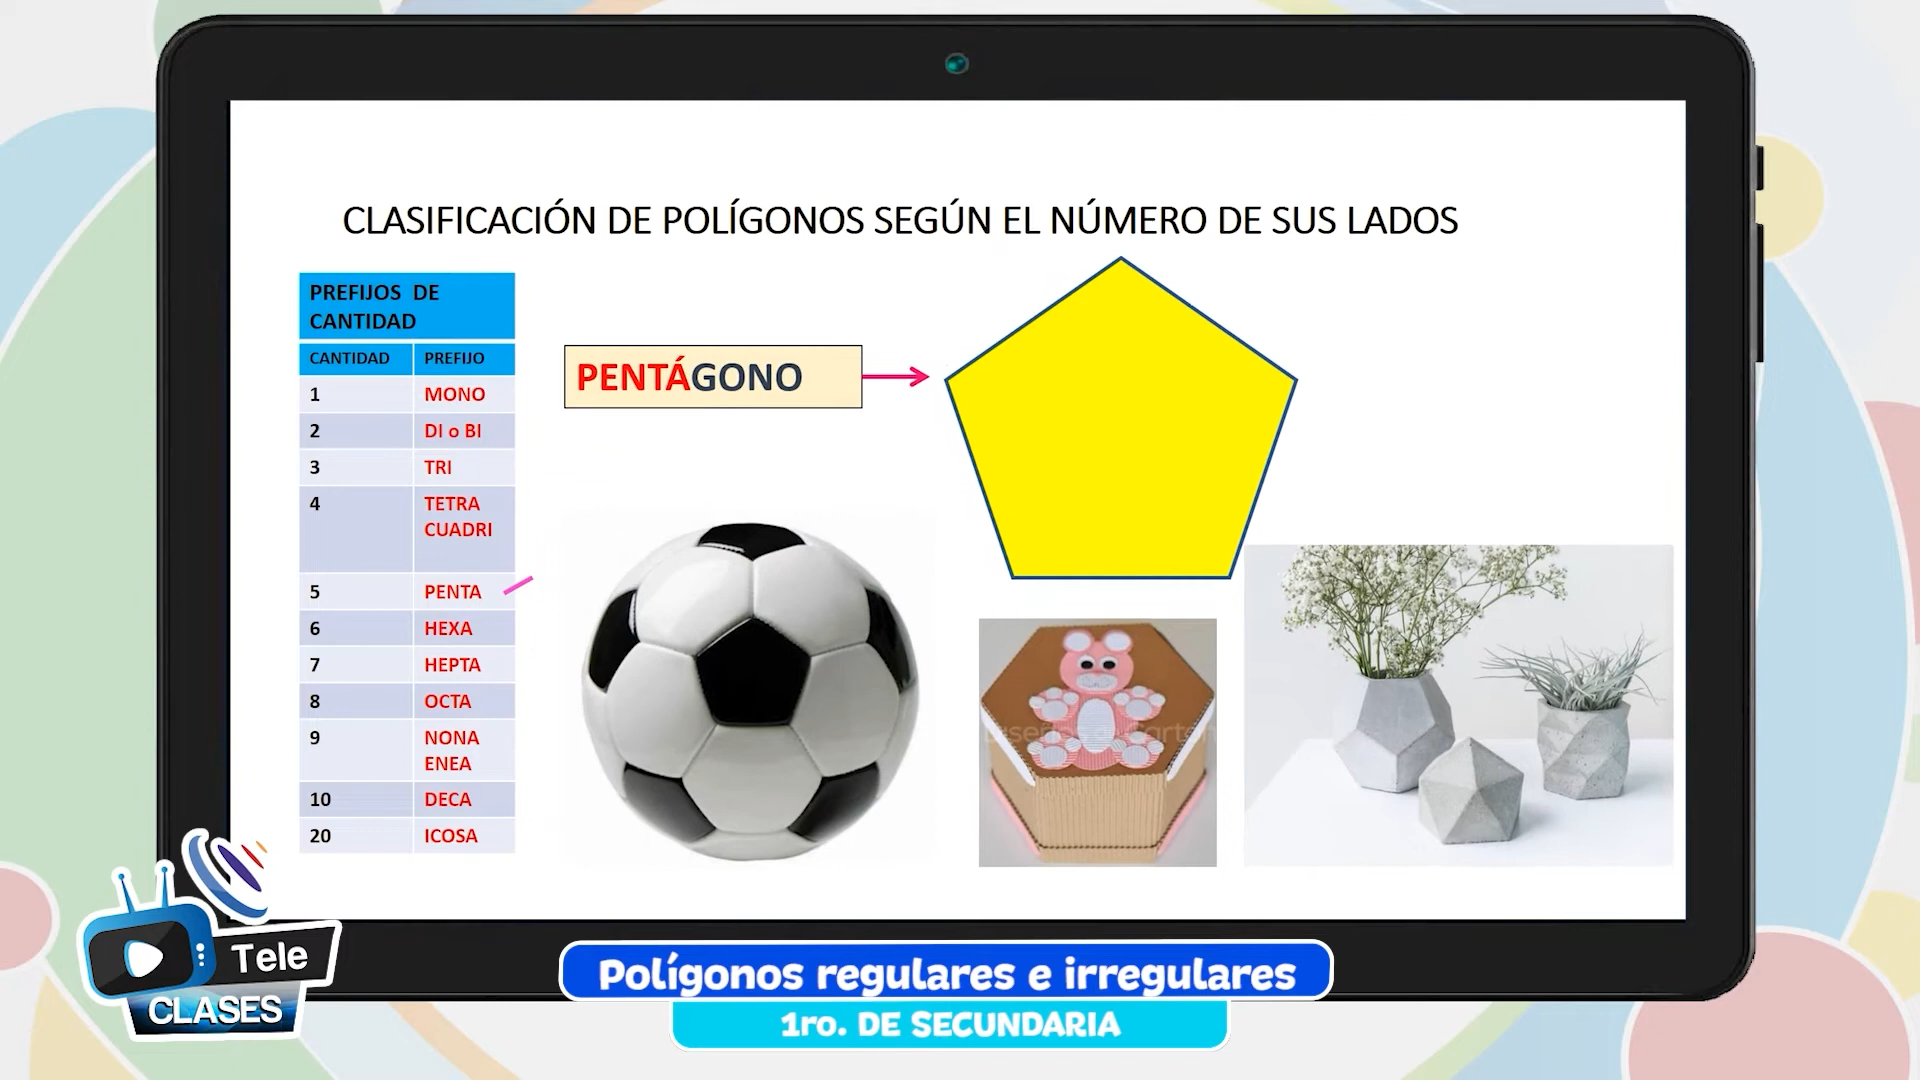 CLASIFICACIÓN DE POLÍGONOS SEGÚN EL NÚMERO DE SUS LADOS
PREFIJOS DE
CANTIDAD
CANTIDAD PREFIJO
1 MONO
2 DI o BI
3 TRI
4 TETRA
CUADRI
5 PENTA
6 HEXA
7 HEPTA
8 OCTA
9 NONA
ENEA
10 DECA
20 ICOSA
PENTÁGONO
Tele
CLASES
Polígonos regulares e irregulares
1ro. DE SECUNDARIA